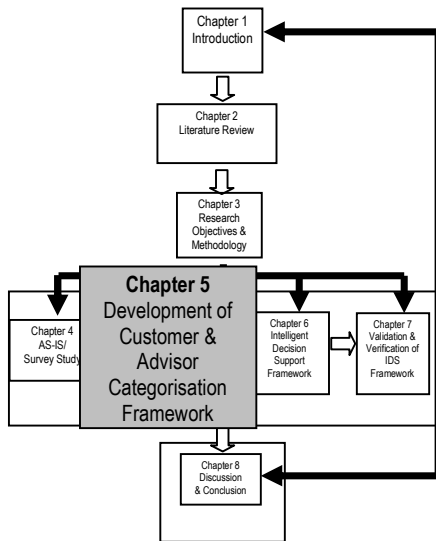 Chapter 1
Introduction
Chapter 2
Literature Review
Chapter 3
Research
Objectives &
Methodology
Chapter 4
AS-IS/
Survey Study
Chapter 5
Development of
Customer &
Advisor
Categorisation
Framework
Chapter 6
Intelligent
Decision
Support
Framework
Chapter 7
Validation &
Verification of
IDS
Framework
Chapter 8
Discussion
& Conclusion